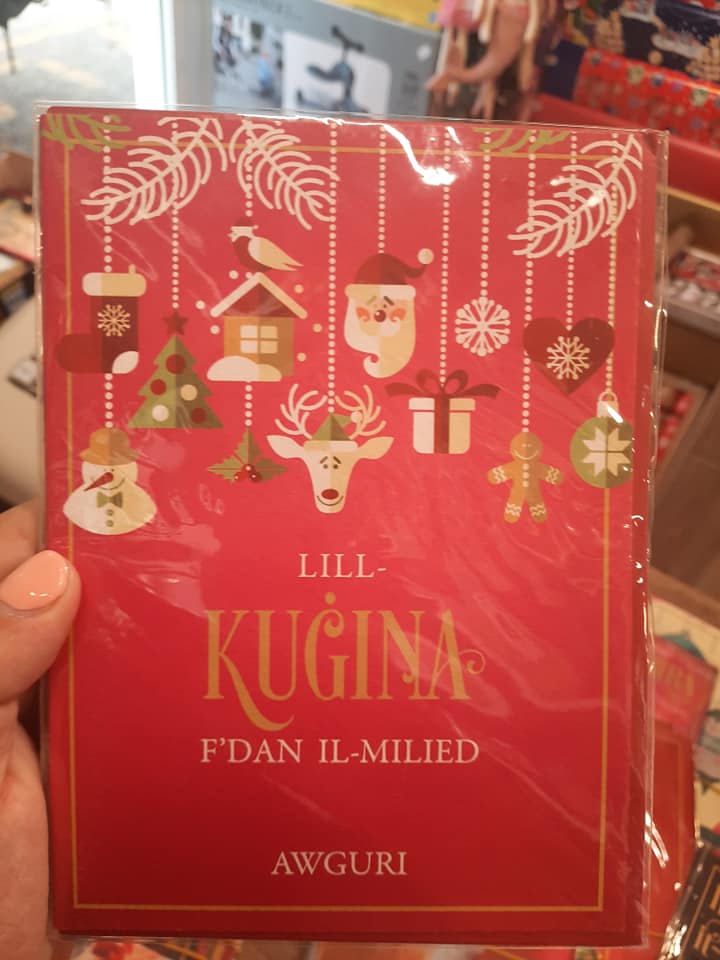 LILL-
KUĠINA
F'DAN IL-MILIED
AWGURI